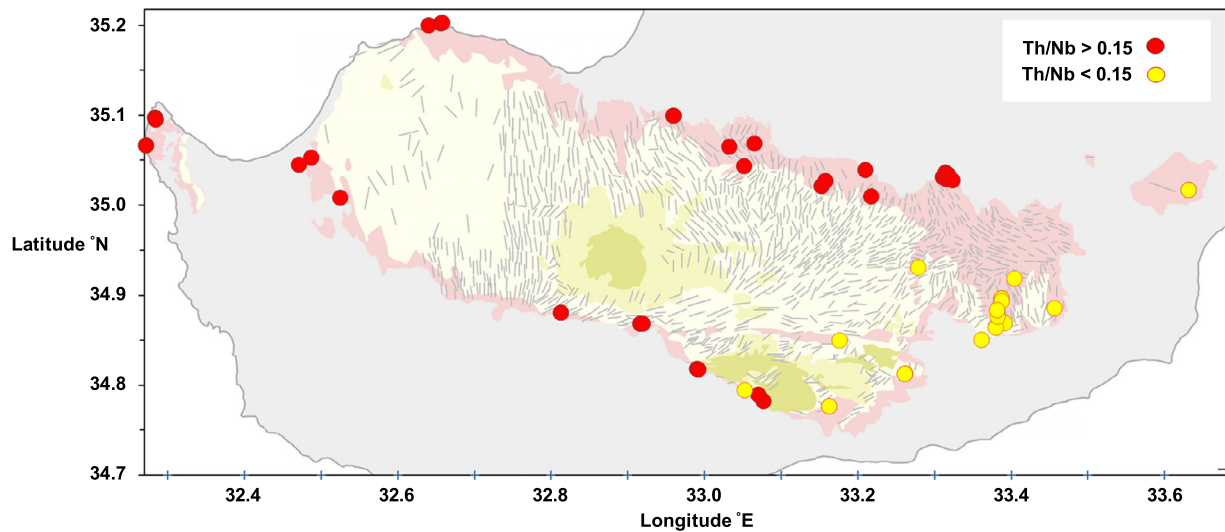 35.2
Th/Nb > 0.15
Th/Nb < 0.15
35.1
35.0
Latitude °N
34.9
34.8
34.7
32.4 32.6 32.8 33.0 33.2 33.4 33.6
Longitude °E